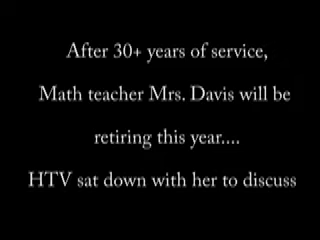 After 30+ years of service,
Math teacher Mrs. Davis will be
retiring this year....
HTV sat down with her to discuss